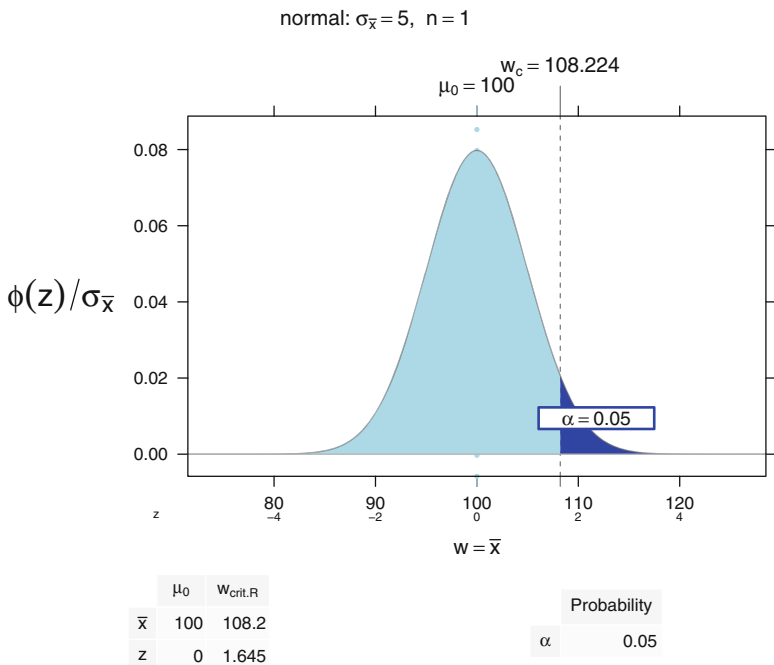 normal: σx̄ = 5, n = 1
wc = 108.224
μ0 = 100
0.08
0.06
0.04
0.02
0.00
ϕ(z)/σx̄
α = 0.05
80 90 100 110 120
z −4 −2 0 2 4
w = x̄
μ0 wcrit.R
x̄ 100 108.2
z 0 1.645
Probability
α 0.05